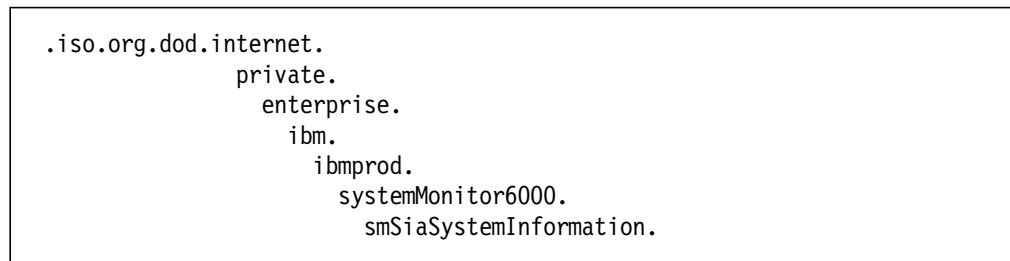 .iso.org.dod.internet.
private.
enterprise.
ibm.
ibmprod.
systemMonitor6000.
smSiaSystemInformation.